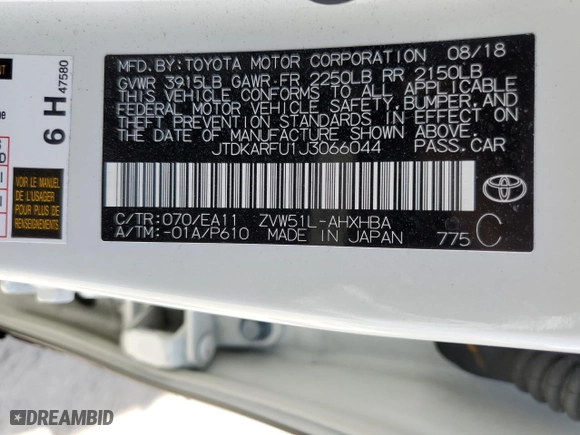 MFD.BY:TOYOTA MOTOR CORPORATION 08/18
GVWR 3915LB GAWR FR 2250LB RR 2150LB
THIS VEHICLE CONFORMS TO ALL APPLICABLE
FEDERAL MOTOR VEHICLE SAFETY,BUMPER,AND
THEFT PREVENTION STANDARDS IN EFFECT ON
THE DATE OF MANUFACTURE SHOWN ABOVE.
JTDKARFU1J3066044 PASS.CAR
C/TR:070/EA11 ZVW51L-AHXHBA
A/TM:-01A/P610 MADE IN JAPAN 775 C
6 H 47580
VOIR LE MANUEL
DE L'USAGER
POUR PLUS DE
RENSEIGNEMENTS
DREAMBID